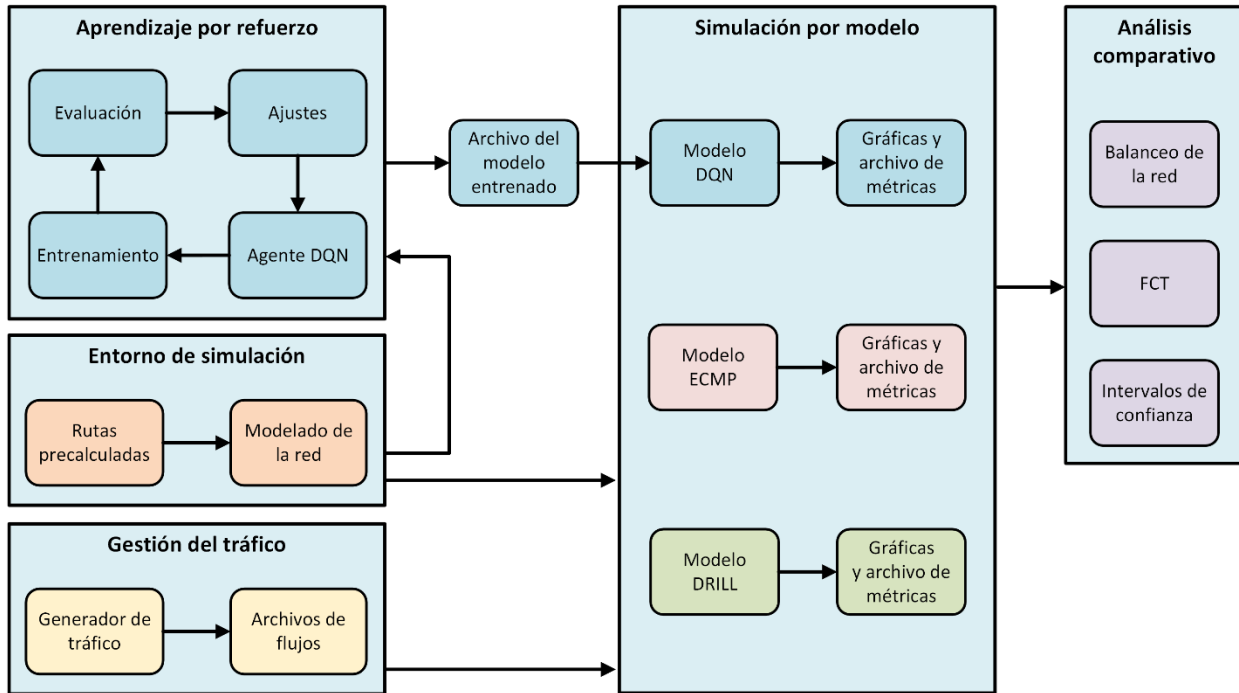 Aprendizaje por refuerzo
Evaluación
Ajustes
Entrenamiento
Agente DQN
Archivo del
modelo
entrenado
Entorno de simulación
Rutas
precalculadas
Modelado de
la red
Gestión del tráfico
Generador de
tráfico
Archivos de
flujos
Simulación por modelo
Modelo
DQN
Gráficas y
archivo de
métricas
Modelo
ECMP
Gráficas y
archivo de
métricas
Modelo
DRILL
Gráficas
y archivo de
métricas
Análisis
comparativo
Balanceo de
la red
FCT
Intervalos de
confianza